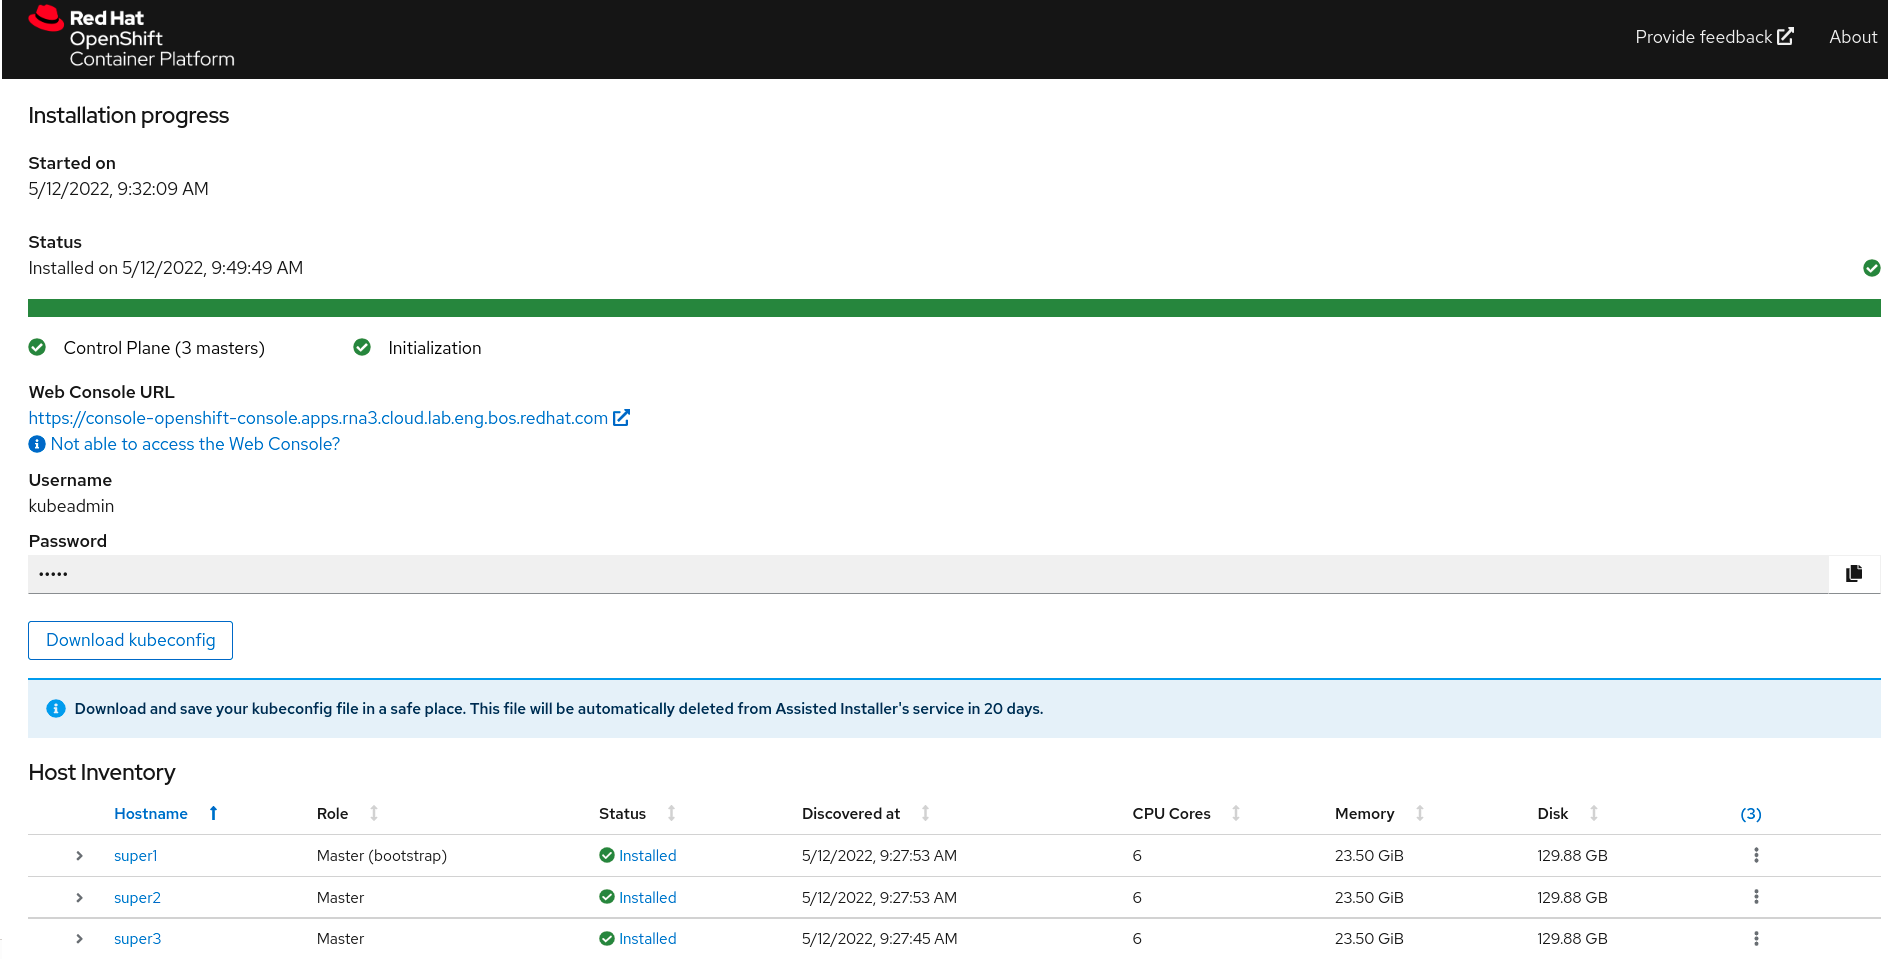 Red Hat
OpenShift
Container Platform
Provide feedback About
Installation progress
Started on
5/12/2022, 9:32:09 AM
Status
Installed on 5/12/2022, 9:49:49 AM
Control Plane (3 masters) Initialization
Web Console URL
https://console-openshift-console.apps.rna3.cloud.lab.eng.bos.redhat.com
Not able to access the Web Console?
Username
kubeadmin
Password
•••••
Download kubeconfig
Download and save your kubeconfig file in a safe place. This file will be automatically deleted from Assisted Installer's service in 20 days.
Host Inventory
Hostname Role Status Discovered at CPU Cores Memory Disk (3)
super1 Master (bootstrap) Installed 5/12/2022, 9:27:53 AM 6 23.50 GiB 129.88 GB
super2 Master Installed 5/12/2022, 9:27:53 AM 6 23.50 GiB 129.88 GB
super3 Master Installed 5/12/2022, 9:27:45 AM 6 23.50 GiB 129.88 GB